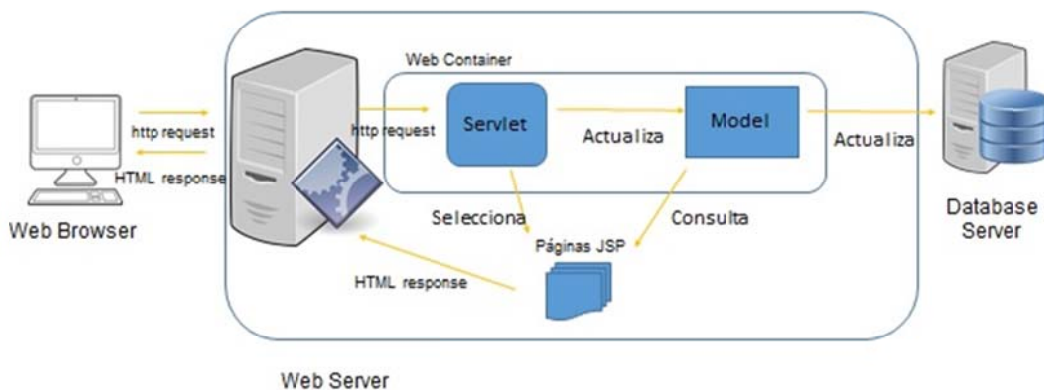 Web Container
http request
HTML response
Web Browser
http request
Servlet
Actualiza
Model
Actualiza
Selecciona
Consulta
Páginas JSP
HTML response
Database
Server
Web Server